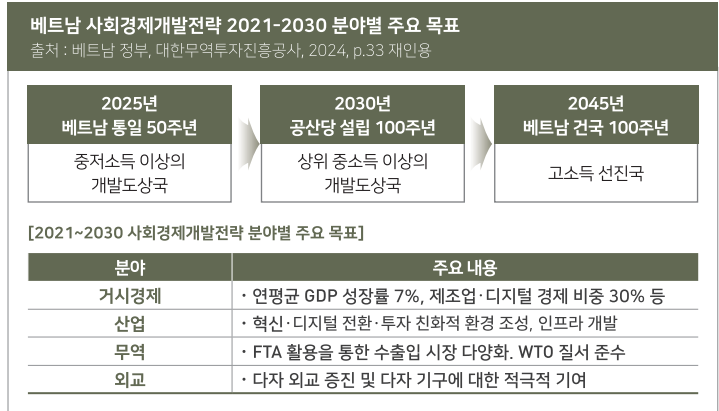 베트남 사회경제개발전략 2021-2030 분야별 주요 목표
출처 : 베트남 정부, 대한무역투자진흥공사, 2024, p.33 재인용
2025년
베트남 통일 50주년
중저소득 이상의
개발도상국
2030년
공산당 설립 100주년
상위 중소득 이상의
개발도상국
2045년
베트남 건국 100주년
고소득 선진국
[2021~2030 사회경제개발전략 분야별 주요 목표]
분야 주요 내용
거시경제 · 연평균 GDP 성장률 7%, 제조업·디지털 경제 비중 30% 등
산업 · 혁신·디지털 전환·투자 친화적 환경 조성, 인프라 개발
무역 · FTA 활용을 통한 수출입 시장 다양화. WTO 질서 준수
외교 · 다자 외교 증진 및 다자 기구에 대한 적극적 기여